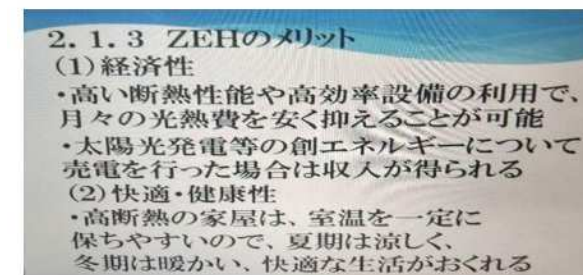 2.1.3 ZEHのメリット
(1)経済性
・高い断熱性能や高効率設備の利用で、
月々の光熱費を安く抑えることが可能
・太陽光発電等の創エネルギーについて
売電を行った場合は収入が得られる
(2)快適・健康性
・高断熱の家屋は、室温を一定に
保ちやすいので、夏期は涼しく、
冬期は暖かい、快適な生活がおくれる